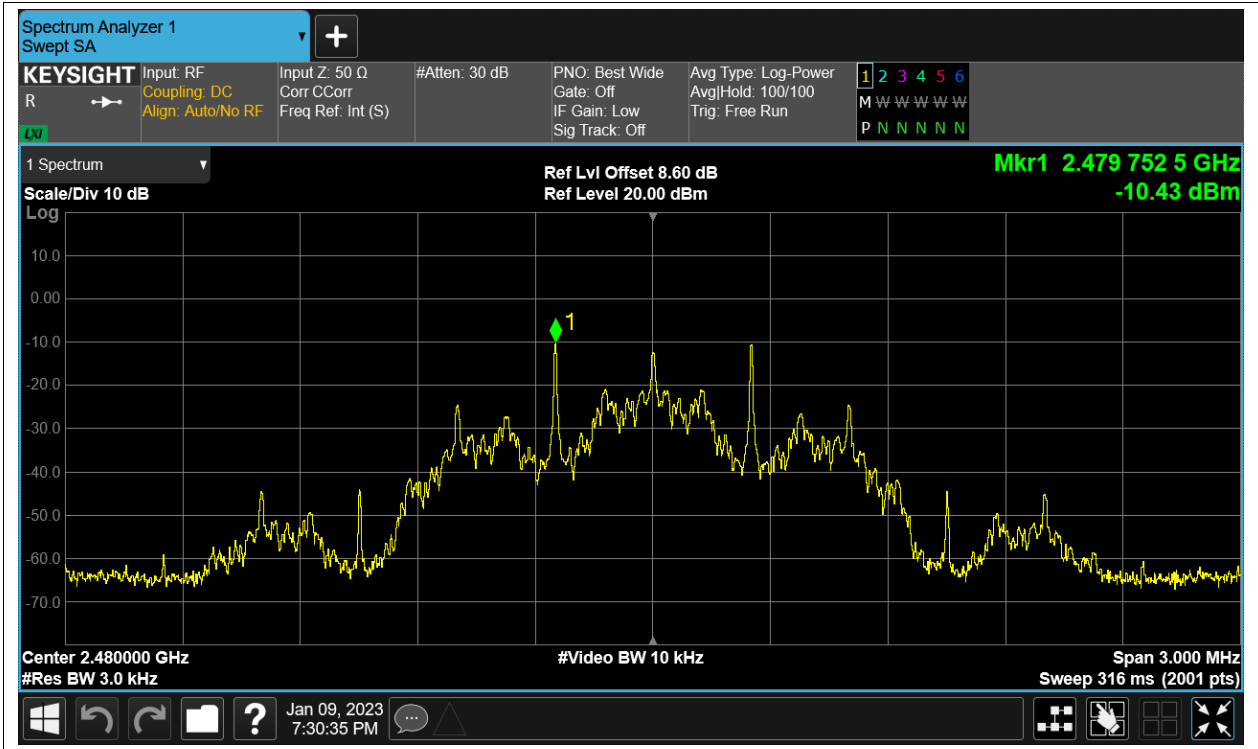 Spectrum Analyzer 1
Swept SA
+
KEYSIGHT
R
LXI
Input: RF
Coupling: DC
Align: Auto/No RF
Input Z: 50 Ω
Corr CCorr
Freq Ref: Int (S)
#Atten: 30 dB
PNO: Best Wide
Gate: Off
IF Gain: Low
Sig Track: Off
Avg Type: Log-Power
Avg|Hold: 100/100
Trig: Free Run
1 2 3 4 5 6
M W W W W W W
P N N N N N
1 Spectrum
Scale/Div 10 dB
Log
Ref Lvl Offset 8.60 dB
Ref Level 20.00 dBm
Mkr1 2.479 752 5 GHz
-10.43 dBm
10.0
0.00
-10.0
-20.0
-30.0
-40.0
-50.0
-60.0
-70.0
1
Center 2.480000 GHz
#Res BW 3.0 kHz
#Video BW 10 kHz
Span 3.000 MHz
Sweep 316 ms (2001 pts)
?
Jan 09, 2023
7:30:35 PM